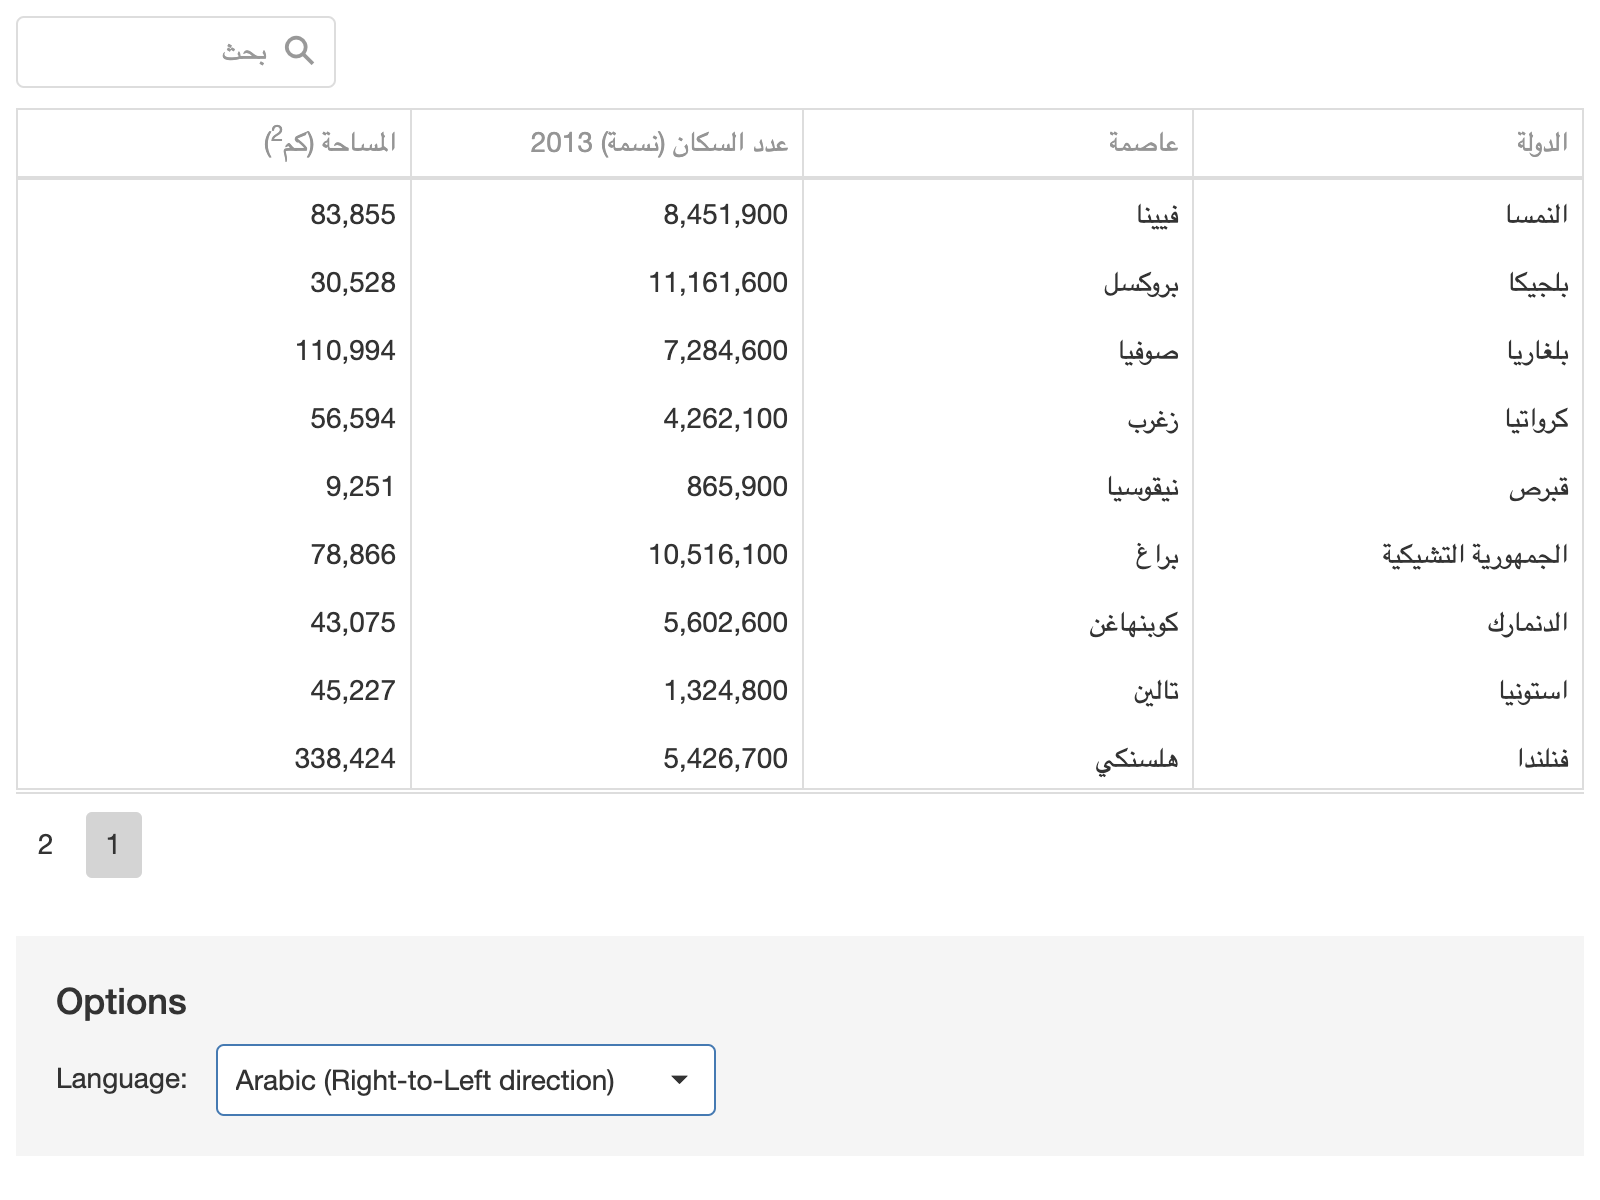 بحث
الدولة عاصمة عدد السكان (نسمة) 2013 المساحة (كم²)
النمسا فيينا 8,451,900 83,855
بلجيكا بروكسل 11,161,600 30,528
بلغاريا صوفيا 7,284,600 110,994
كرواتيا زغرب 4,262,100 56,594
قبرص نيقوسيا 865,900 9,251
الجمهورية التشيكية براغ 10,516,100 78,866
الدنمارك كوبنهاغن 5,602,600 43,075
استونيا تالين 1,324,800 45,227
فنلندا هلسنكي 5,426,700 338,424
1 2
Options
Language: Arabic (Right-to-Left direction)